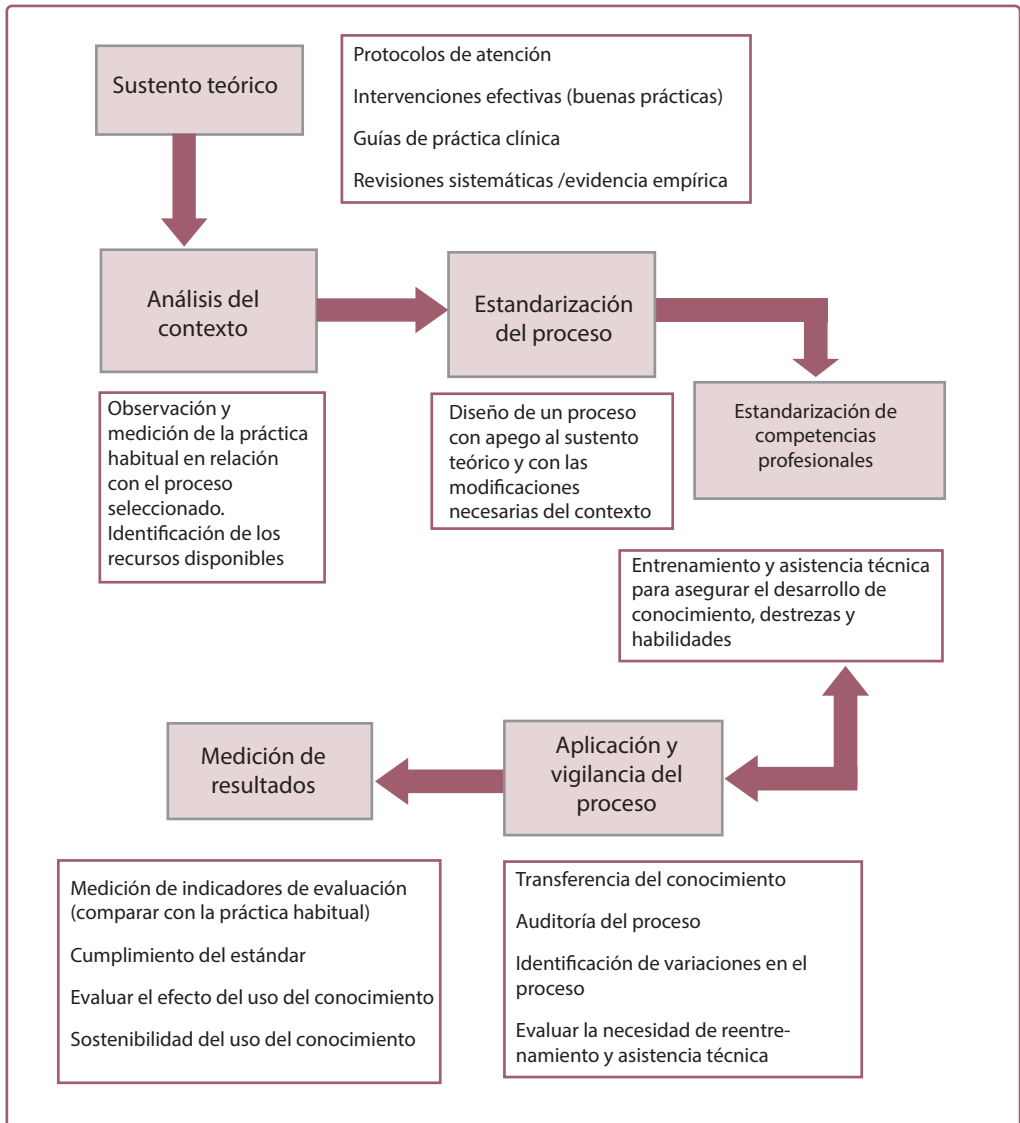 Sustento teórico
Protocolos de atención
Intervenciones efectivas (buenas prácticas)
Guías de práctica clínica
Revisiones sistemáticas /evidencia empírica
Análisis del
contexto
Observación y
medición de la práctica
habitual en relación
con el proceso
seleccionado.
Identificación de los
recursos disponibles
Estandarización
del proceso
Diseño de un proceso
con apego al sustento
teórico y con las
modificaciones
necesarias del contexto
Estandarización de
competencias
profesionales
Entrenamiento y asistencia técnica
para asegurar el desarrollo de
conocimiento, destrezas y
habilidades
Aplicación y
vigilancia del
proceso
Transferencia del conocimiento
Auditoría del proceso
Identificación de variaciones en el
proceso
Evaluar la necesidad de reentre-
namiento y asistencia técnica
Medición de
resultados
Medición de indicadores de evaluación
(comparar con la práctica habitual)
Cumplimiento del estándar
Evaluar el efecto del uso del conocimiento
Sostenibilidad del uso del conocimiento